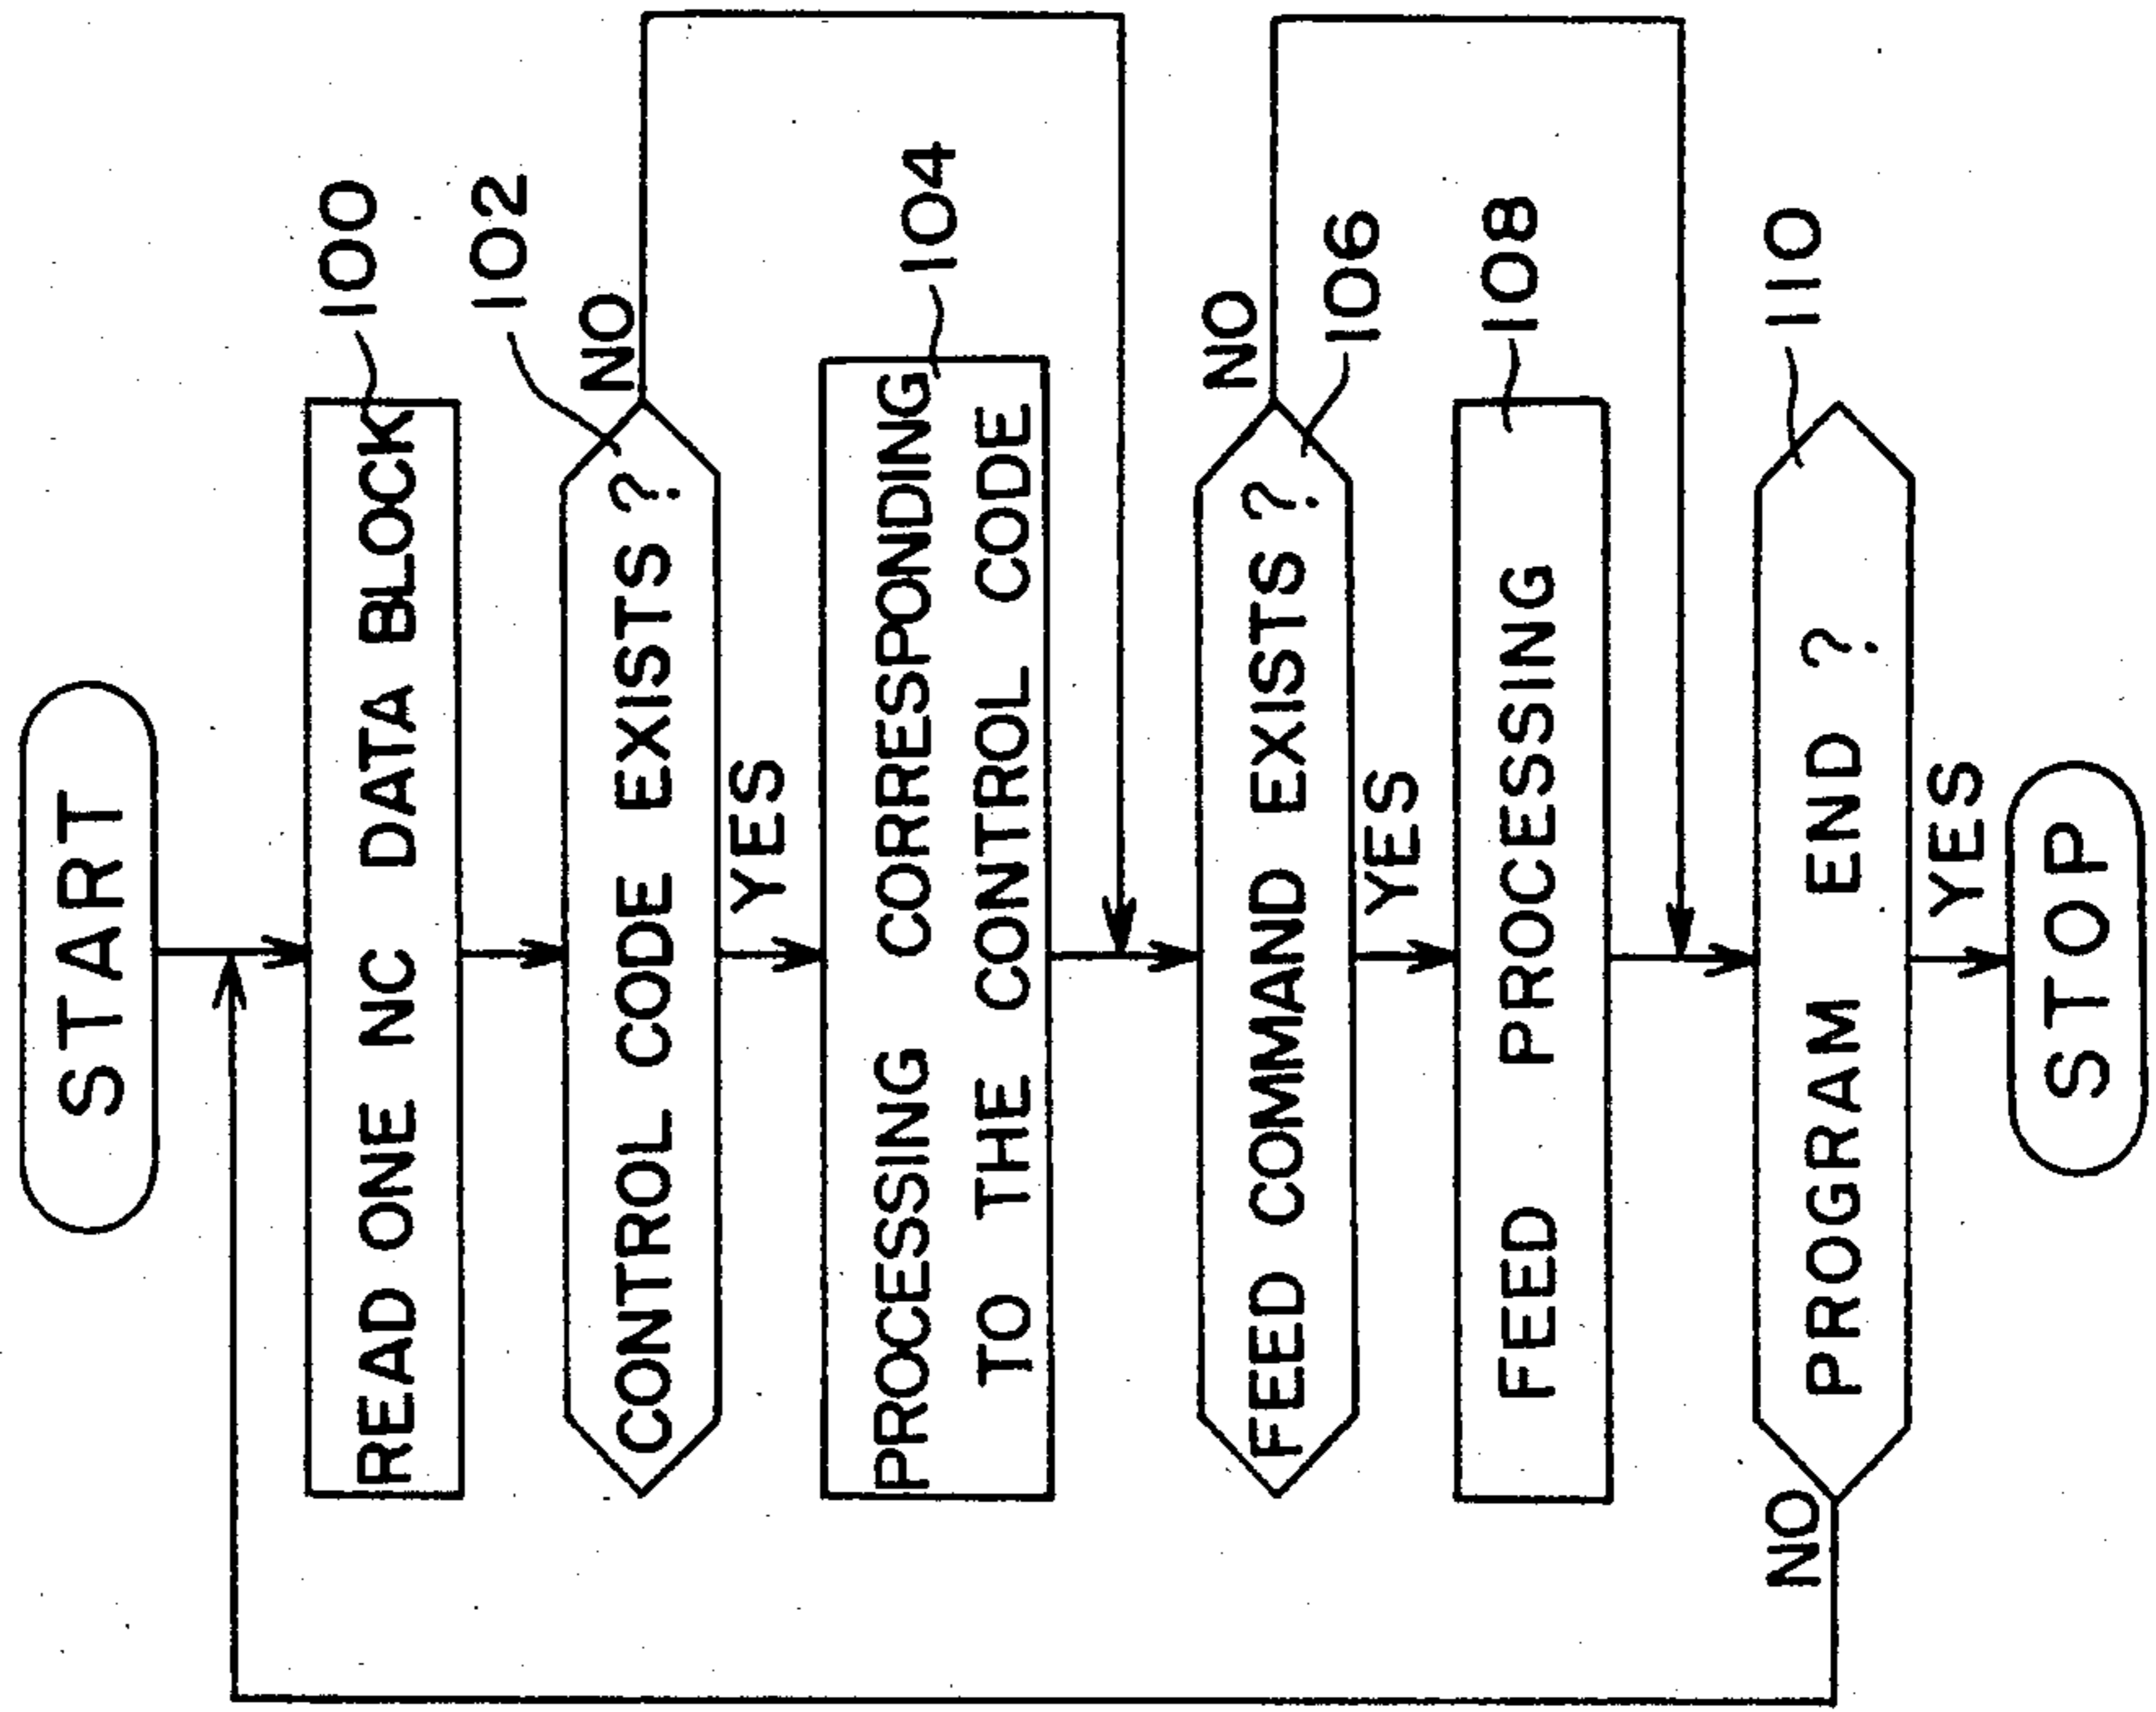 START
READ ONE NC DATA BLOCK
100
CONTROL CODE EXISTS ?
102
NO
YES
PROCESSING CORRESPONDING
TO THE CONTROL CODE
104
FEED COMMAND EXISTS ?
NO
106
YES
FEED PROCESSING
108
PROGRAM END ?
110
NO
YES
STOP